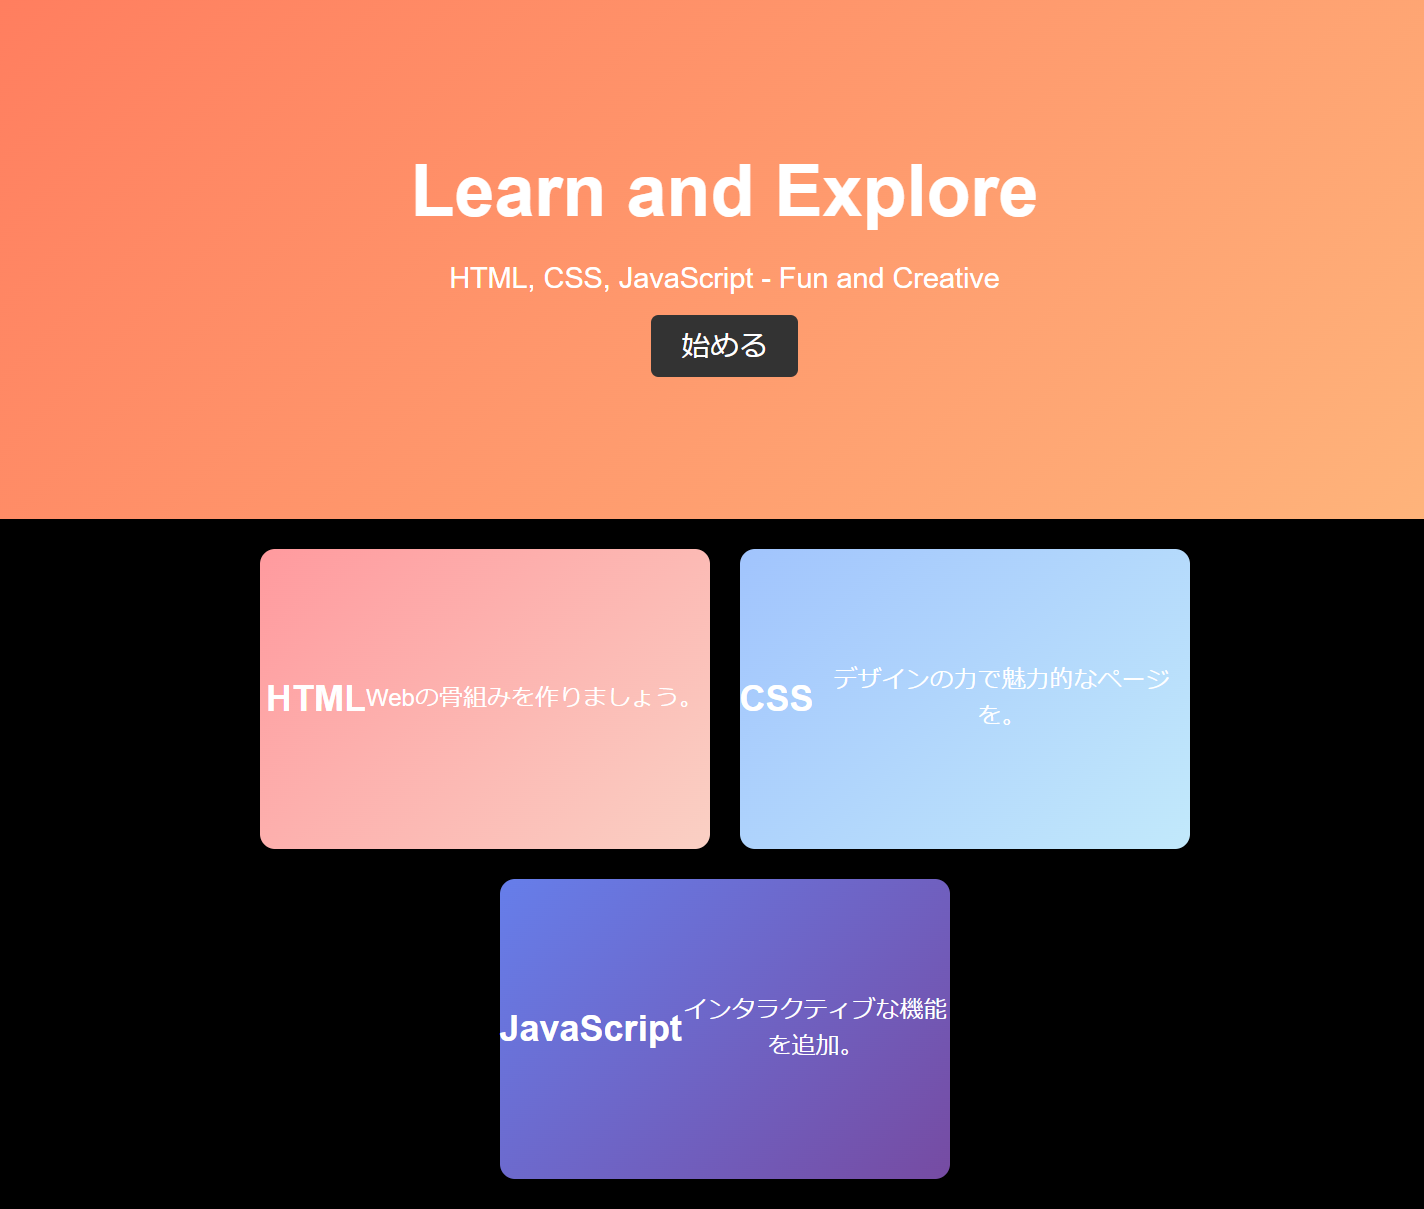 Learn and Explore
HTML, CSS, JavaScript - Fun and Creative
始める
HTML
Webの骨組みを作りましょう。
CSS
デザインの力で魅力的なページ
を。
JavaScript
インタラクティブな機能
を追加。